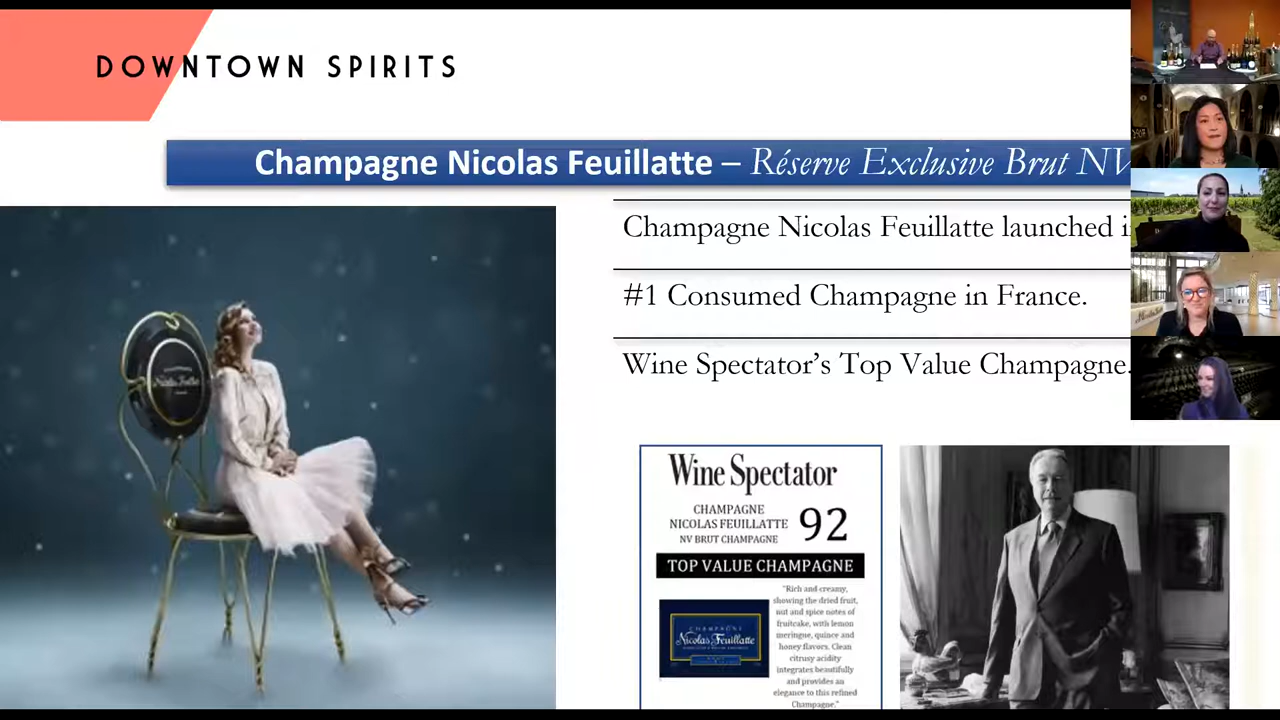 DOWNTOWN SPIRITS
Champagne Nicolas Feuillatte – Réserve Exclusive Brut NV
Champagne Nicolas Feuillatte launched
#1 Consumed Champagne in France.
Wine Spectator’s Top Value Champagne.
Wine Spectator
CHAMPAGNE
NICOLAS FEUILLATTE
NV BRUT CHAMPAGNE
92
TOP VALUE CHAMPAGNE
"Rich and creamy,
showing the dried fruit,
nut and spice notes of
fruitcake, with lemon
meringue, quince and
honey flavors. Clean
citrusy acidity
integrates beautifully
and provides an
elegance to this refined
Champagne."
CHAMPAGNE
Nicolas Feuillatte